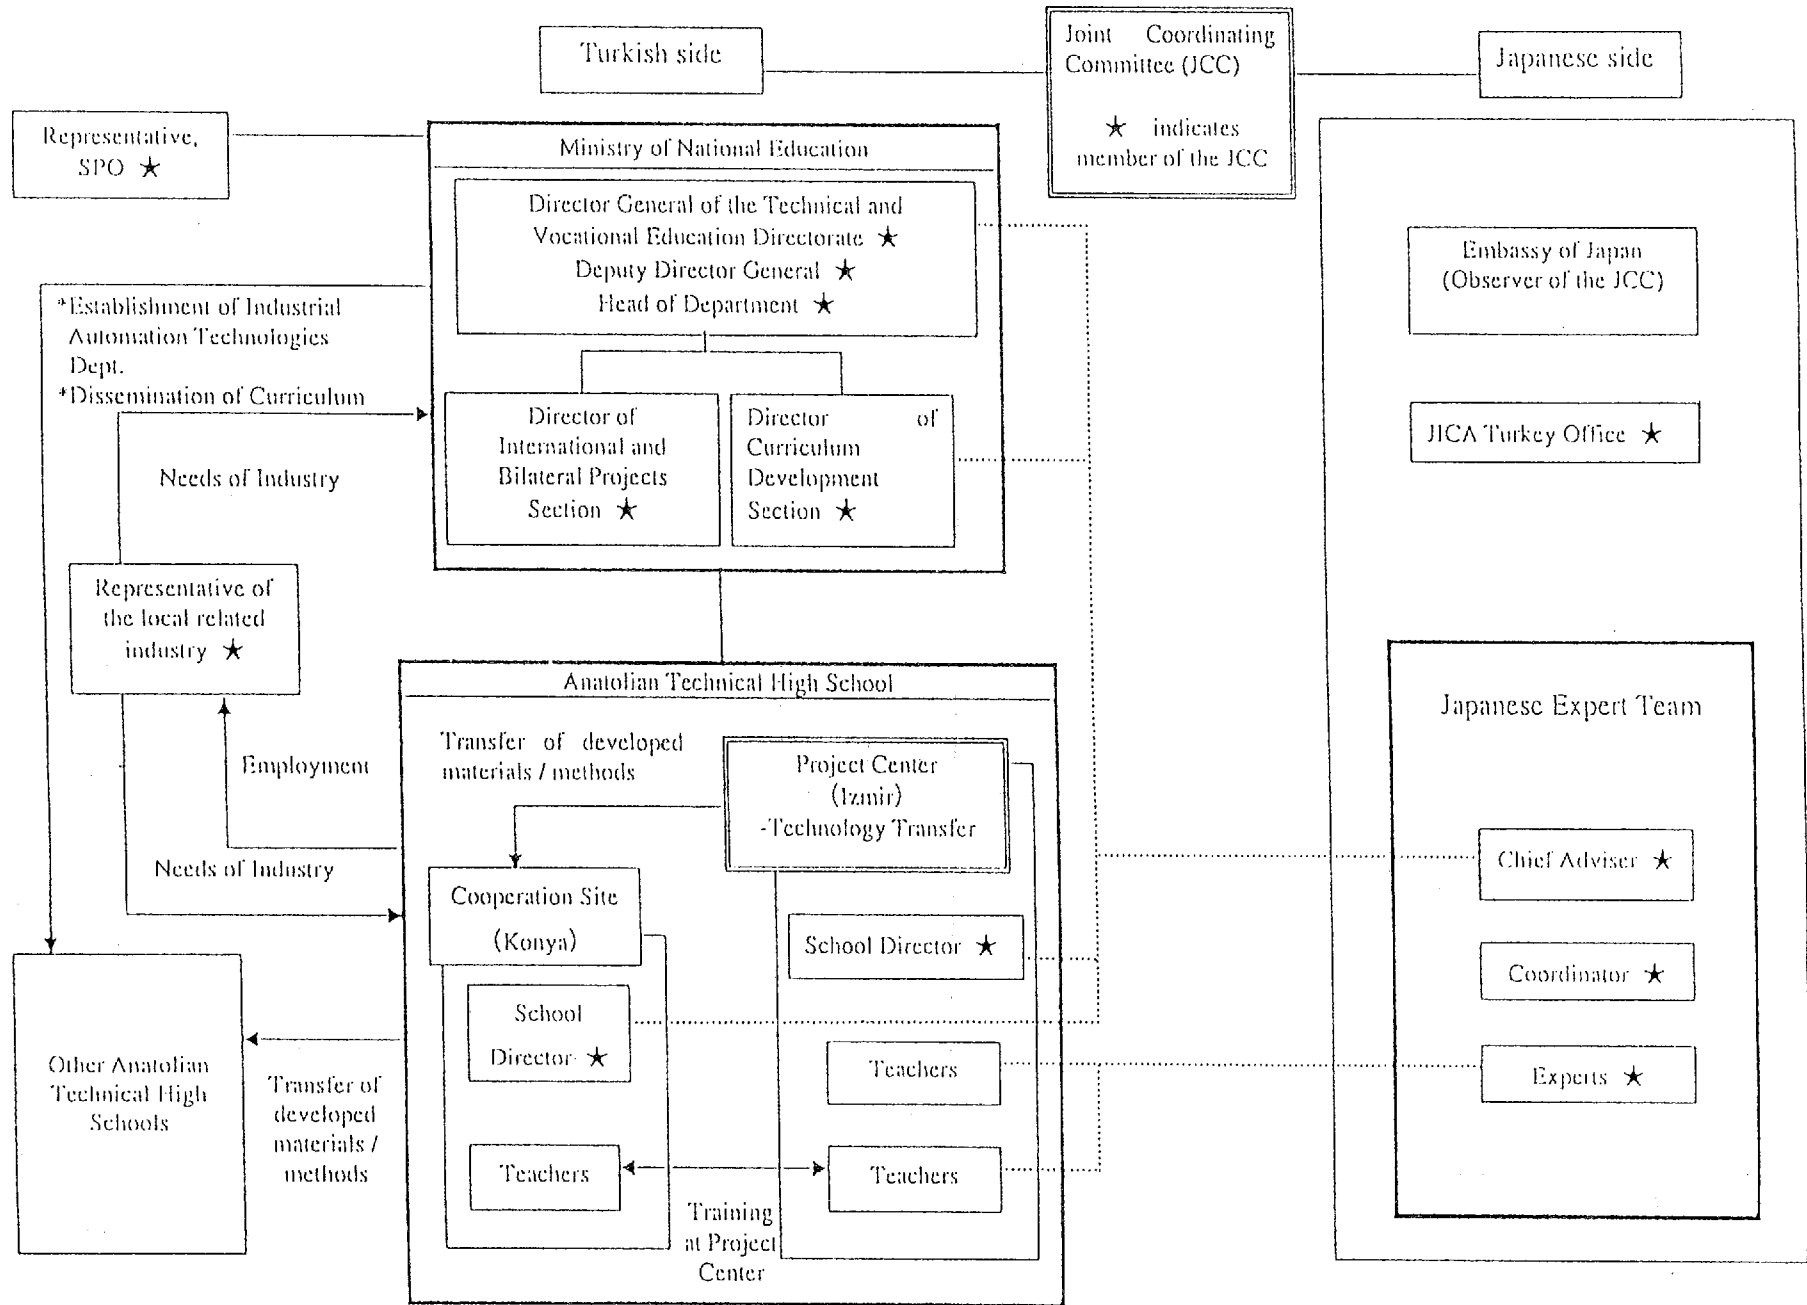 Turkish side
Joint Coordinating
Committee (JCC)
★ indicates
member of the JCC
Japanese side
Representative,
SPO ★
Ministry of National Education
Director General of the Technical and
Vocational Education Directorate ★
Deputy Director General ★
Head of Department ★
Embassy of Japan
(Observer of the JCC)
*Establishment of Industrial
Automation Technologies
Dept.
*Dissemination of Curriculum
Director of
International and
Bilateral Projects
Section ★
Director of
Curriculum
Development
Section ★
JICA Turkey Office ★
Needs of Industry
Representative of
the local related
industry ★
Anatolian Technical High School
Japanese Expert Team
Employment
Transfer of developed
materials / methods
Project Center
(Izmir)
-Technology Transfer
Needs of Industry
Cooperation Site
(Konya)
Chief Adviser ★
School Director ★
Coordinator ★
School
Director ★
Other Anatolian
Technical High
Schools
Transfer of
developed
materials /
methods
Teachers
Experts ★
Teachers
Teachers
Training
at Project
Center